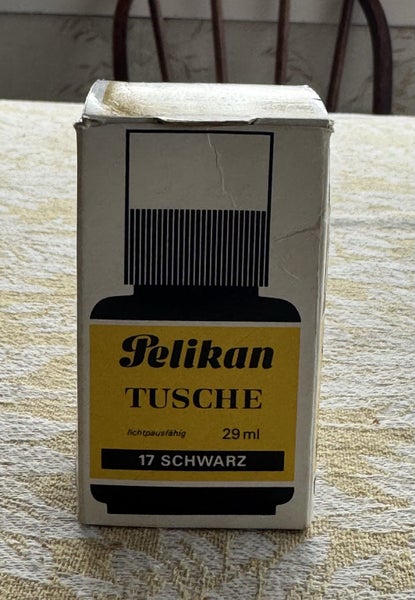 Pelikan
TUSCHE
lichtpausfähig 29 ml
17 SCHWARZ